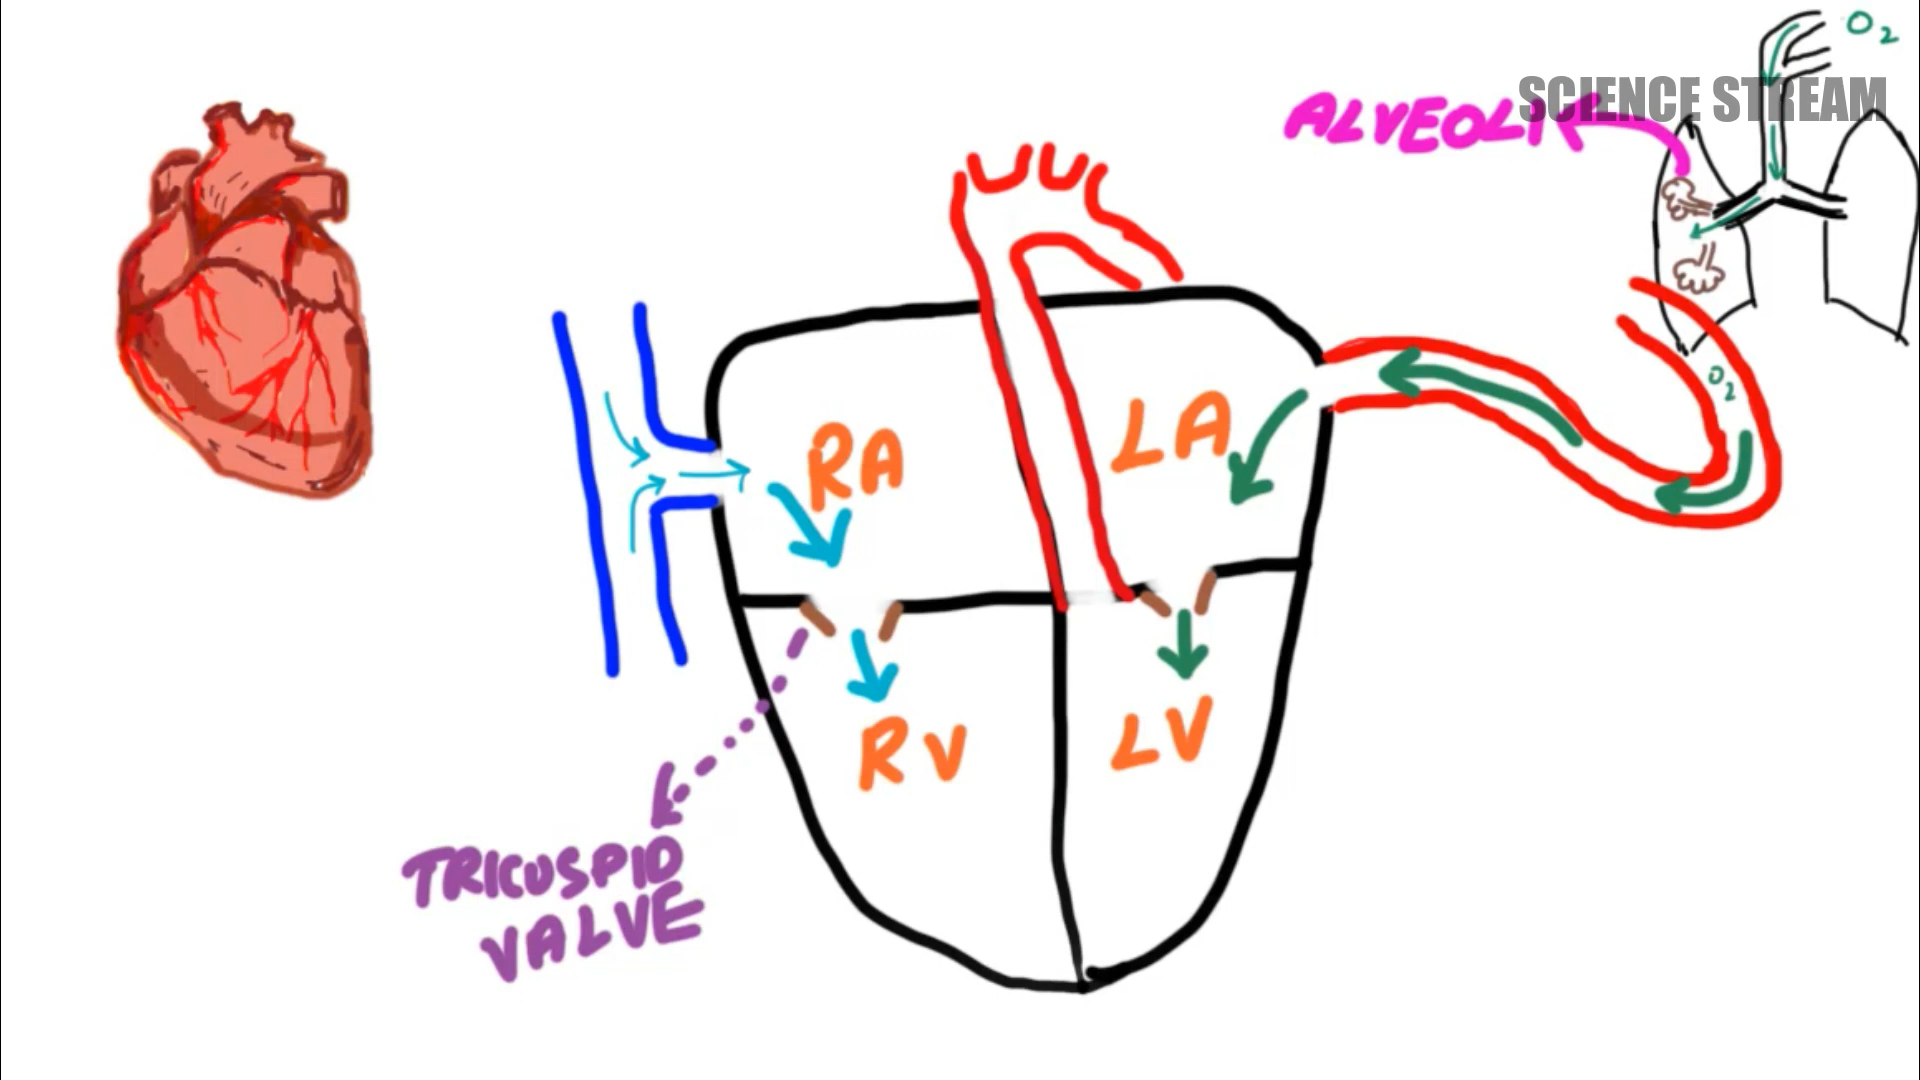 O2
SCIENCE STREAM
ALVEOLI
O2
RA
LA
RV
LV
TRICUSPID
VALVE